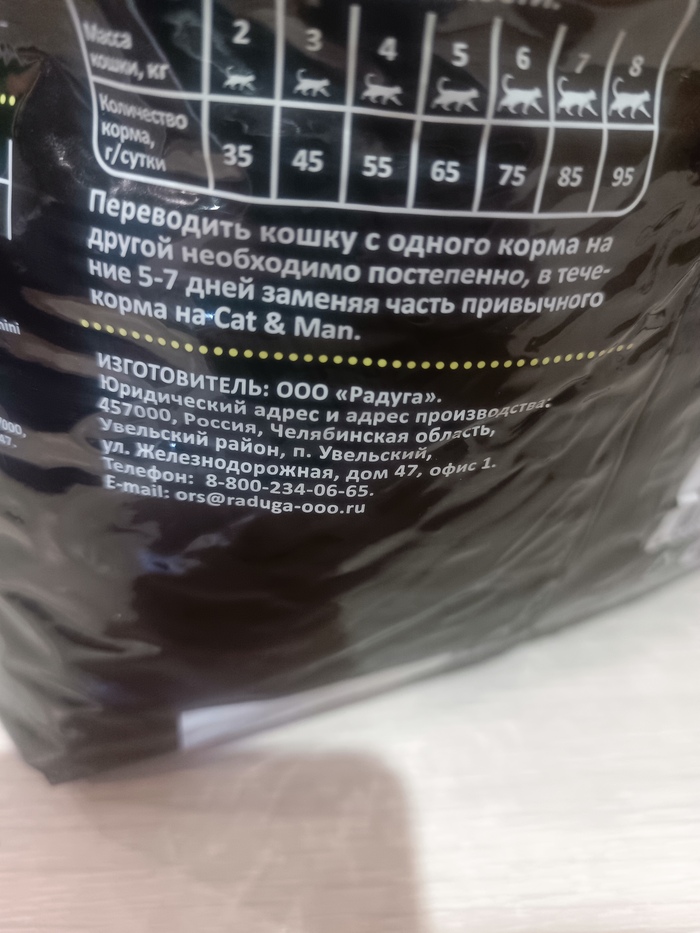 Масса 2 3 4 5 6 7 8
кошки, кг
Количество
корма, 35 45 55 65 75 85 95
г/сутки
Переводить кошку с одного корма на
другой необходимо постепенно, в тече-
ние 5-7 дней заменяя часть привычного
корма на Cat & Man.
ИЗГОТОВИТЕЛЬ: ООО «Радуга».
Юридический адрес и адрес производства:
457000, Россия, Челябинская область,
Увельский район, п. Увельский,
ул. Железнодорожная, дом 47, офис 1.
Телефон: 8-800-234-06-65.
E-mail: ors@raduga-ooo.ru